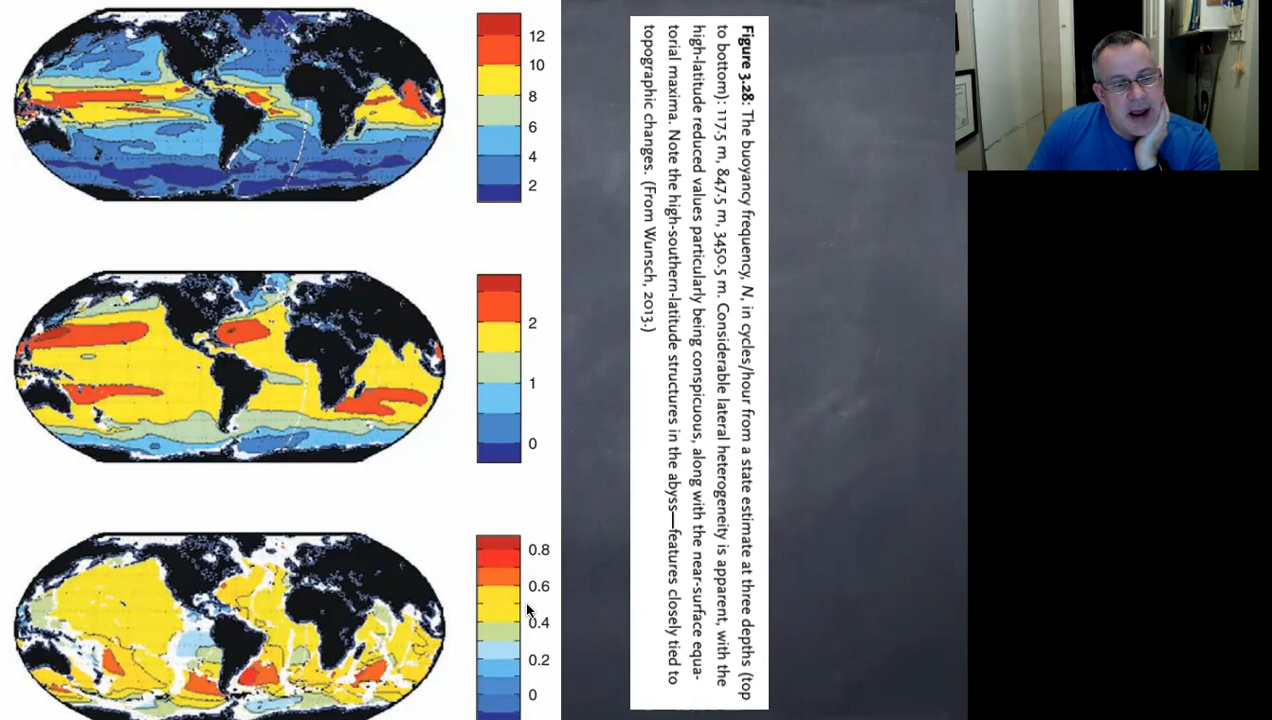 12
10
8
6
4
2
2
1
0
0.8
0.6
0.4
0.2
0
Figure 3.28: The buoyancy frequency, N, in cycles/hour from a state estimate at three depths (top
to bottom): 117.5 m, 847.5 m, 3450.5 m. Considerable lateral heterogeneity is apparent, with the
high-latitude reduced values particularly being conspicuous, along with the near-surface equa-
torial maxima. Note the high-southern-latitude structures in the abyss—features closely tied to
topographic changes. (From Wunsch, 2013.)